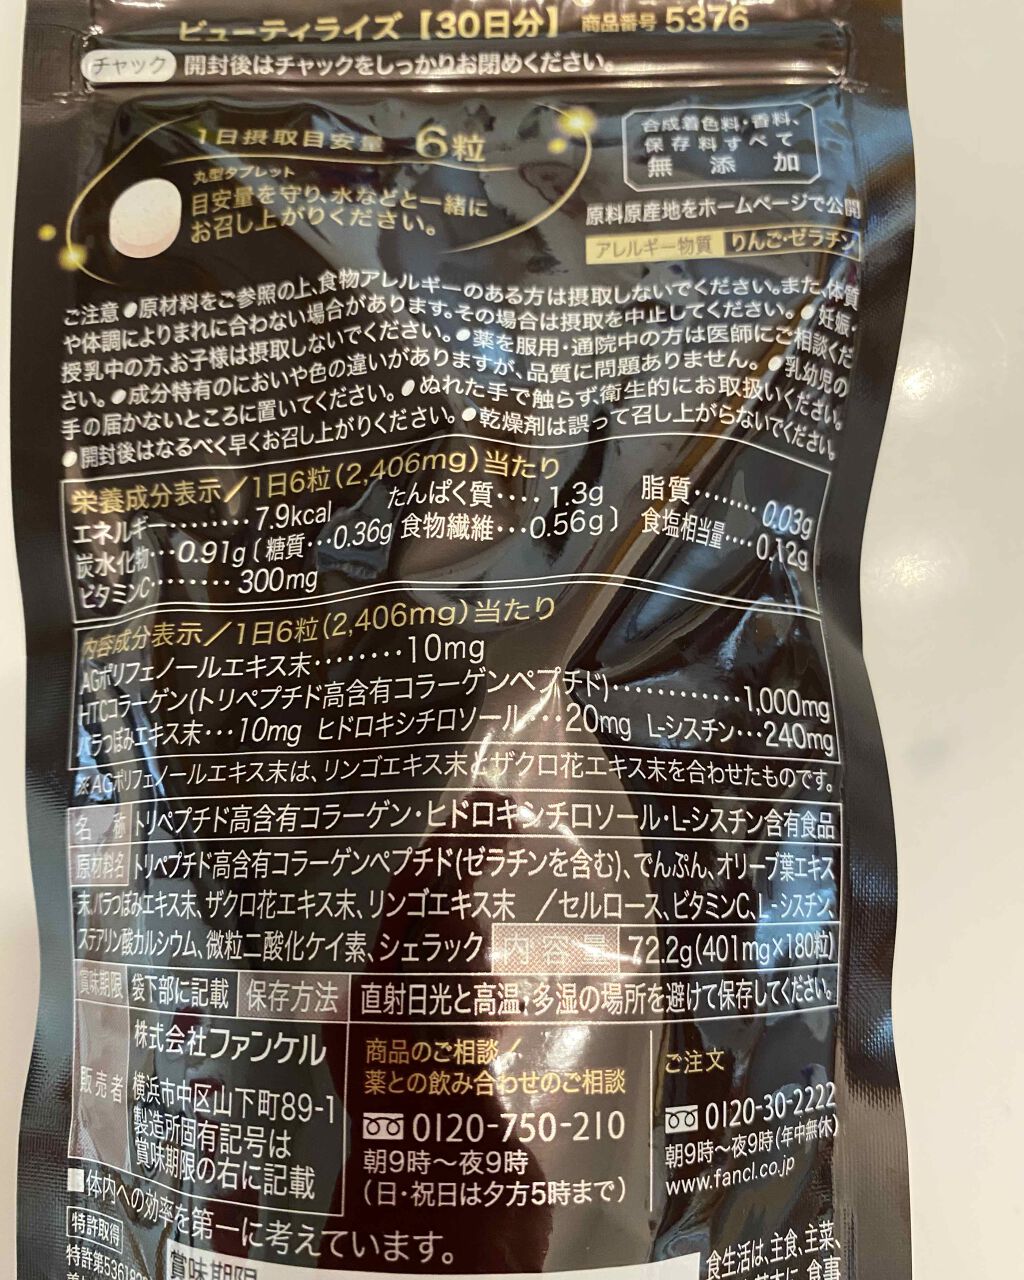 ビューティライズ【30日分】 商品番号 5376
チャック 開封後はチャックをしっかりお閉めください。
1日摂取目安量 6粒
丸型タブレット
目安量を守り、水などと一緒に
お召し上がりください。
合成着色料・香料、
保存料すべて
無添加
原料原産地をホームページで公開
アレルギー物質 りんご・ゼラチン
ご注意 ●原材料をご参照の上、食物アレルギーのある方は摂取しないでください。また、体質
や体調によりまれに合わない場合があります。その場合は摂取を中止してください。●妊娠・
授乳中の方、お子様は摂取しないでください。●薬を服用・通院中の方は医師にご相談くだ
さい。●成分特有のにおいや色の違いがありますが、品質に問題ありません。●乳幼児の
手の届かないところに置いてください。●ぬれた手で触らず、衛生的にお取扱いください。
●開封後はなるべく早くお召し上がりください。●乾燥剤は誤って召し上がらないでください。
栄養成分表示／1日6粒(2,406mg)当たり
エネルギー………7.9kcal たんぱく質‥‥1.3g 脂質……‥0.03g
炭水化物…0.91g〔糖質…0.36g 食物繊維…0.56g〕 食塩相当量‥‥0.12g
ビタミンC……‥300mg
内容成分表示／1日6粒(2,406mg)当たり
AGポリフェノールエキス末……‥10mg
HTCコラーゲン(トリペプチド高含有コラーゲンペプチド)…………1,000mg
バラつぼみエキス末…10mg ヒドロキシチロソール…20mg L-シスチン…240mg
※AGポリフェノールエキス末は、リンゴエキス末とザクロ花エキス末を合わせたものです。
名称 トリペプチド高含有コラーゲン・ヒドロキシチロソール・L-シスチン含有食品
原材料名 トリペプチド高含有コラーゲンペプチド(ゼラチンを含む)、でんぷん、オリーブ葉エキス
末、バラつぼみエキス末、ザクロ花エキス末、リンゴエキス末 ／セルロース、ビタミンC、L-シスチン、
ステアリン酸カルシウム、微粒二酸化ケイ素、シェラック 内容量 72.2g(401mg×180粒)
賞味期限 袋下部に記載 保存方法 直射日光と高温・多湿の場所を避けて保存してください。
販売者 株式会社ファンケル
横浜市中区山下町89-1
製造所固有記号は
賞味期限の右に記載
商品のご相談／
薬との飲み合わせのご相談
0120-750-210
朝9時～夜9時
(日・祝日は夕方5時まで)
ご注文
0120-30-2222
朝9時～夜9時(年中無休)
www.fancl.co.jp
体内への効率を第一に考えています。
特許取得
賞味期限
食生活は、主食、主菜、